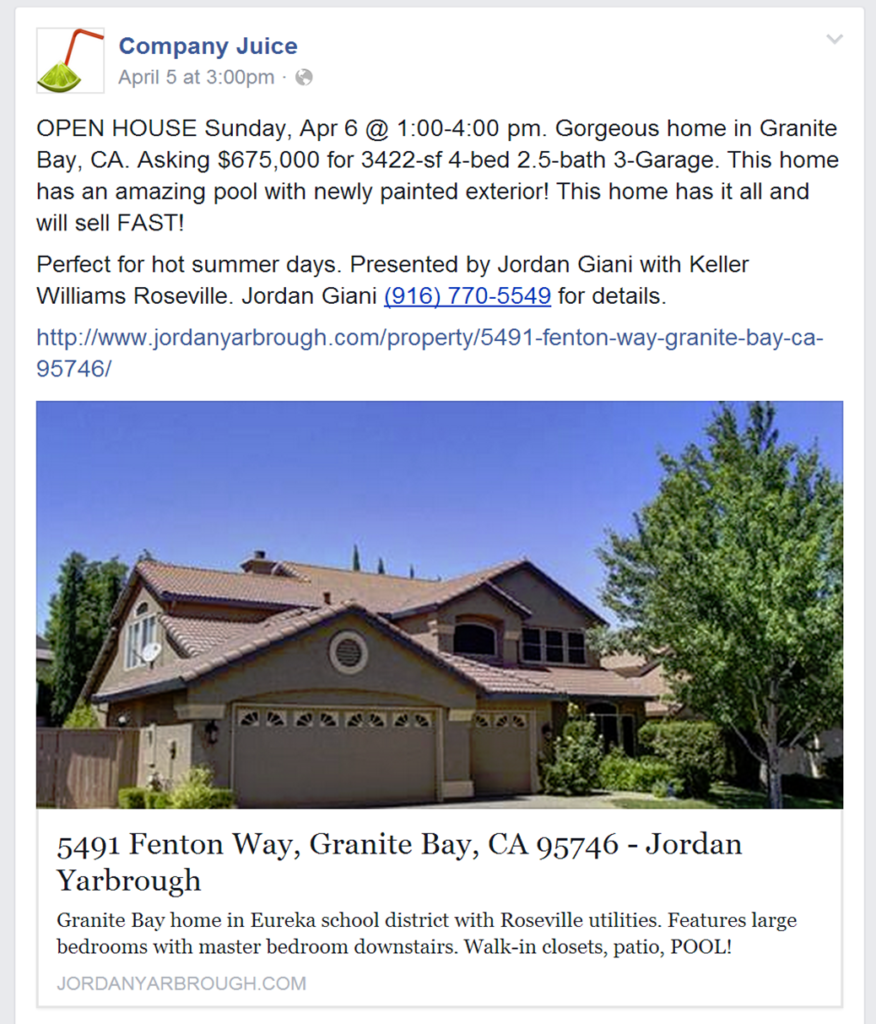 Company Juice
April 5 at 3:00pm ·
OPEN HOUSE Sunday, Apr 6 @ 1:00-4:00 pm. Gorgeous home in Granite
Bay, CA. Asking $675,000 for 3422-sf 4-bed 2.5-bath 3-Garage. This home
has an amazing pool with newly painted exterior! This home has it all and
will sell FAST!
Perfect for hot summer days. Presented by Jordan Giani with Keller
Williams Roseville. Jordan Giani (916) 770-5549 for details.
http://www.jordanyarbrough.com/property/5491-fenton-way-granite-bay-ca-
95746/
5491 Fenton Way, Granite Bay, CA 95746 - Jordan
Yarbrough
Granite Bay home in Eureka school district with Roseville utilities. Features large
bedrooms with master bedroom downstairs. Walk-in closets, patio, POOL!
JORDANYARBROUGH.COM